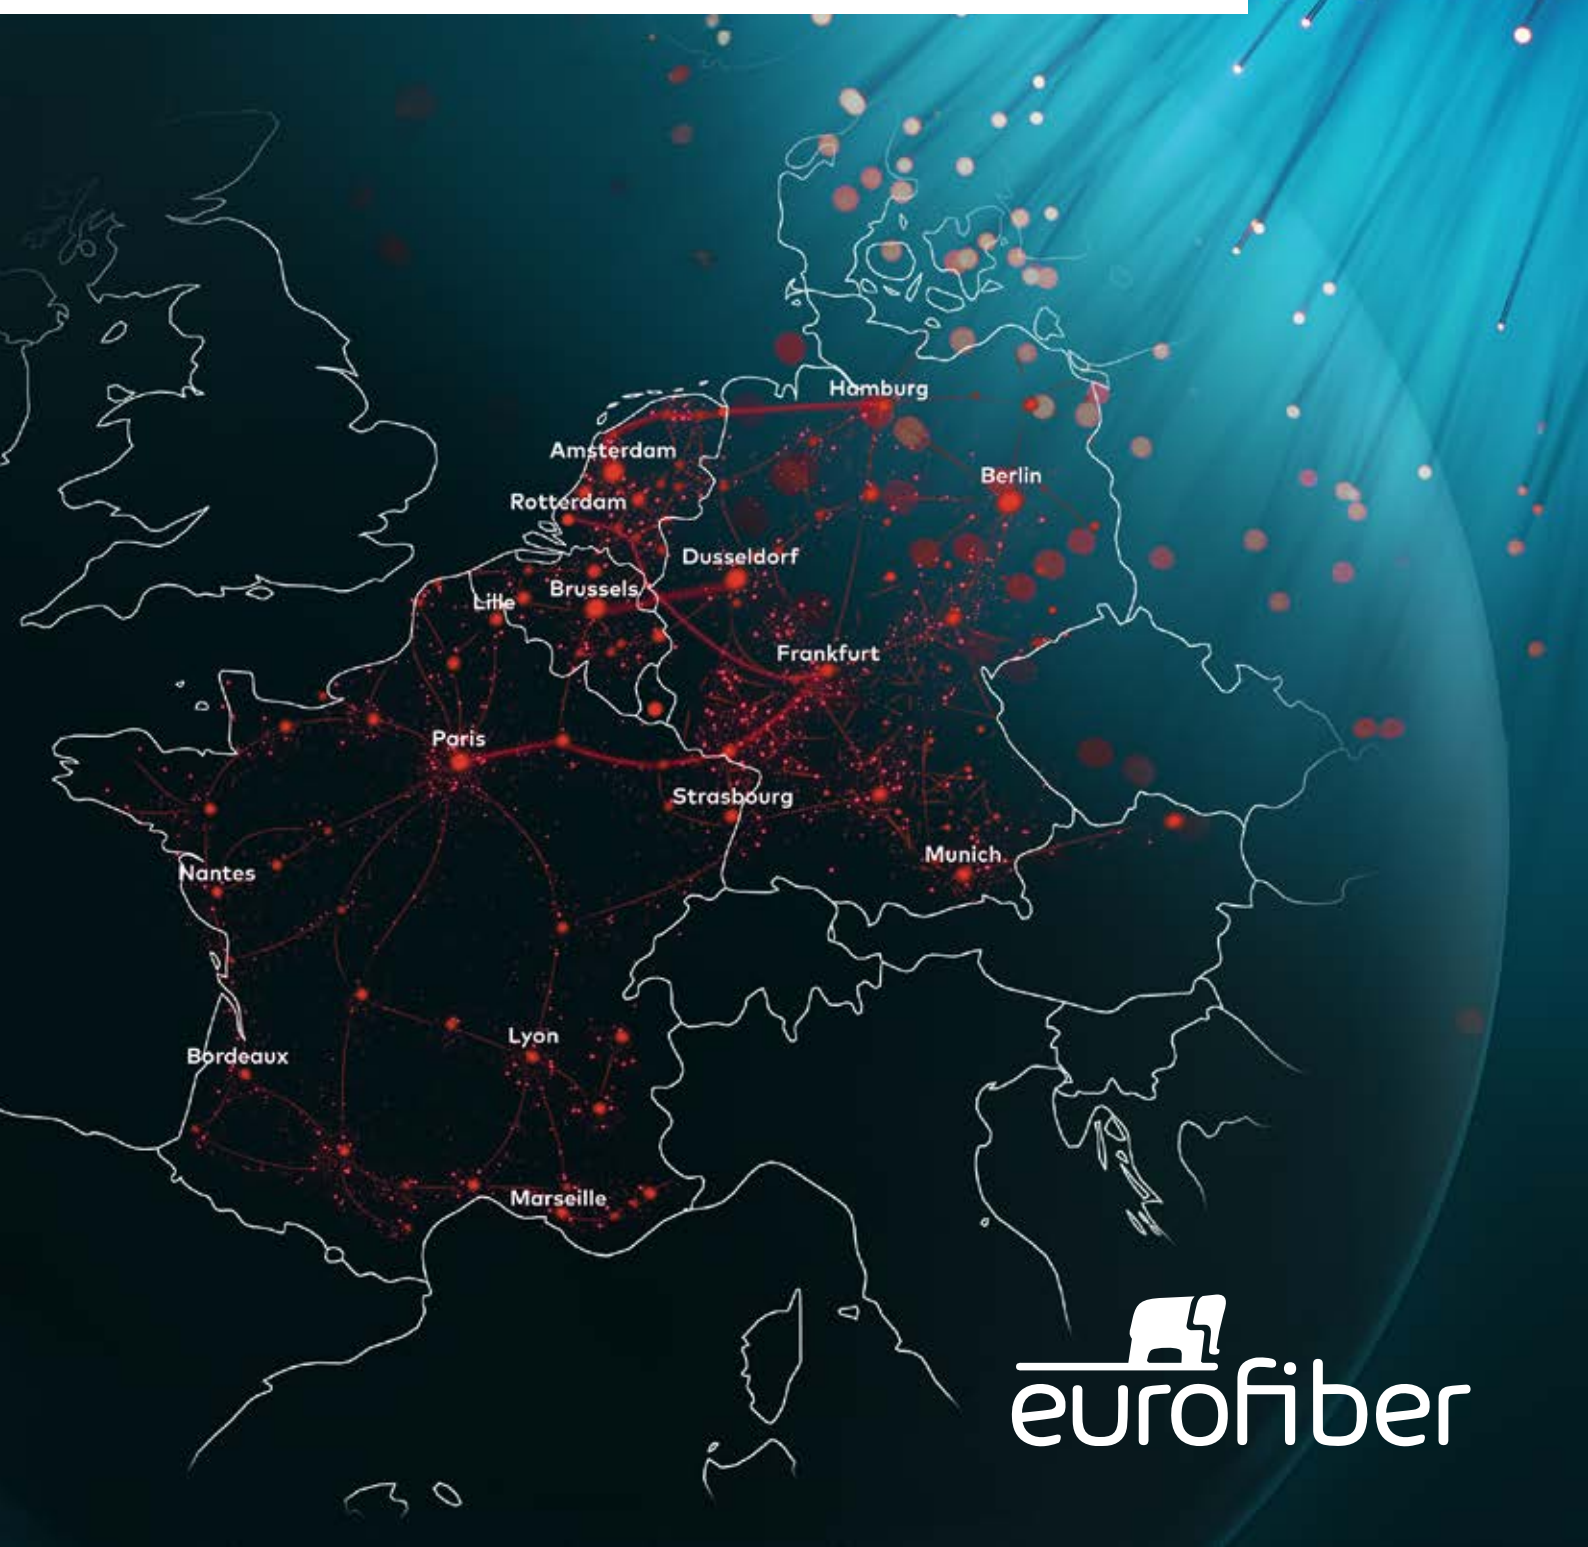 Hamburg
Amsterdam
Berlin
Rotterdam
Dusseldorf
Brussels
Lille
Frankfurt
Paris
Strasbourg
Munich
Nantes
Lyon
Bordeaux
Marseille
eurofiber